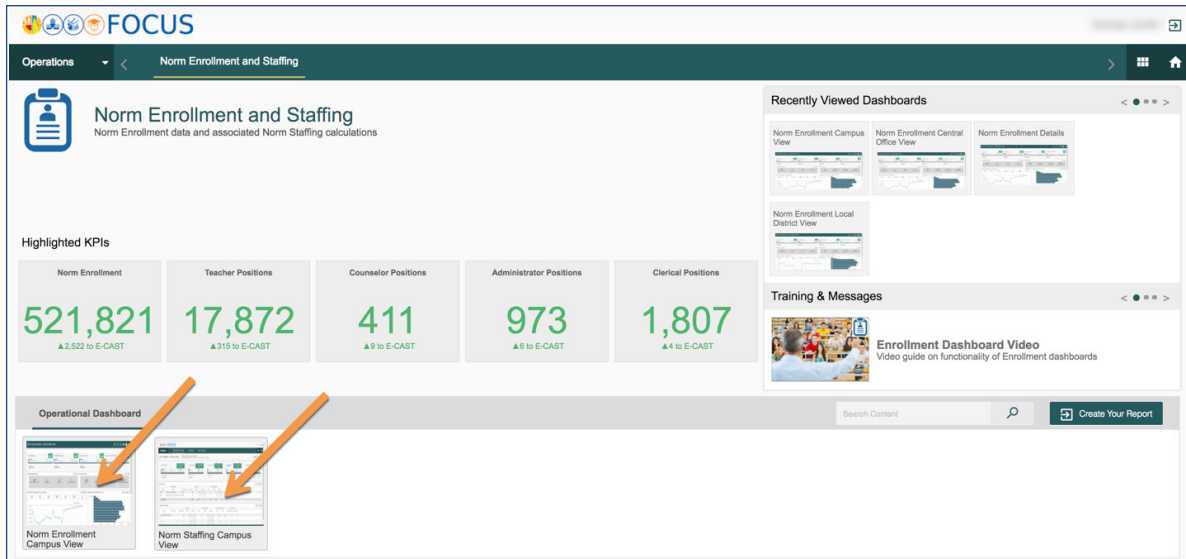 FOCUS
Operations
Norm Enrollment and Staffing
Norm Enrollment and Staffing
Norm Enrollment data and associated Norm Staffing calculations
Highlighted KPIs
Norm Enrollment
521,821
▲2,522 to E-CAST
Teacher Positions
17,872
▲315 to E-CAST
Counselor Positions
411
▲9 to E-CAST
Administrator Positions
973
▲6 to E-CAST
Clerical Positions
1,807
▲4 to E-CAST
Recently Viewed Dashboards
Norm Enrollment Campus
View
Norm Enrollment Central
Office View
Norm Enrollment Details
Norm Enrollment Local
District View
Training & Messages
Enrollment Dashboard Video
Video guide on functionality of Enrollment dashboards
Operational Dashboard
Search Content
Create Your Report
Norm Enrollment
Campus View
Norm Staffing Campus
View